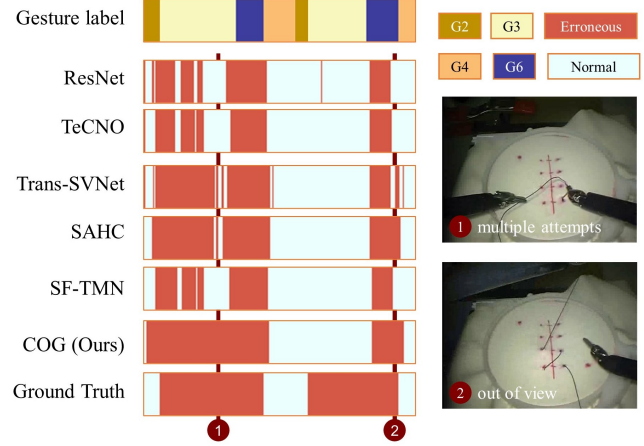 Gesture label
ResNet
TeCNO
Trans-SVNet
SAHC
SF-TMN
COG (Ours)
Ground Truth
1
2
G2
G3
Erroneous
G4
G6
Normal
1 multiple attempts
2 out of view